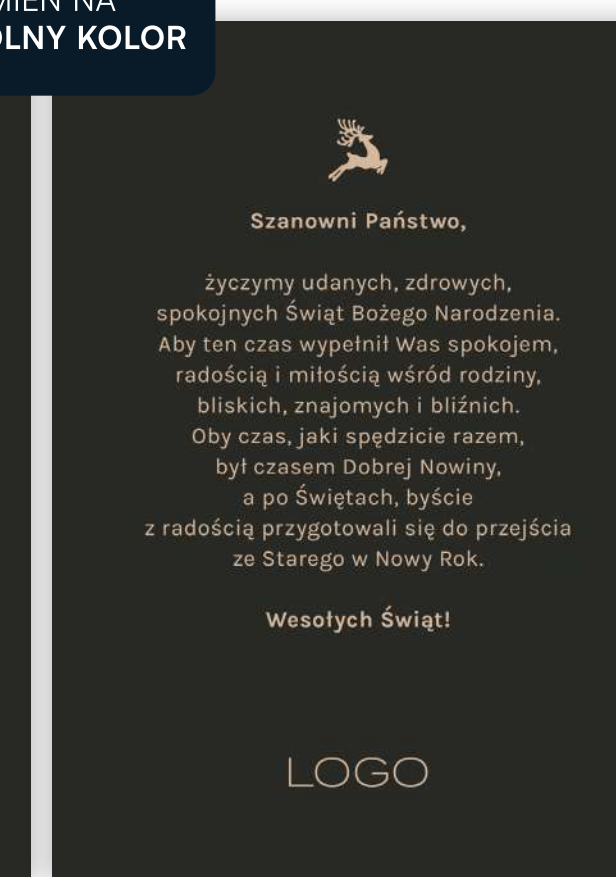 OLNY KOLOR
Szanowni Państwo,
życzymy udanych, zdrowych,
spokojnych Świąt Bożego Narodzenia.
Aby ten czas wypełnił Was spokojem,
radością i miłością wśród rodziny,
bliskich, znajomych i bliźnich.
Oby czas, jaki spędzicie razem,
był czasem Dobrej Nowiny,
a po Świętach, byście
z radością przygotowali się do przejścia
ze Starego w Nowy Rok.
Wesołych Świąt!
LOGO